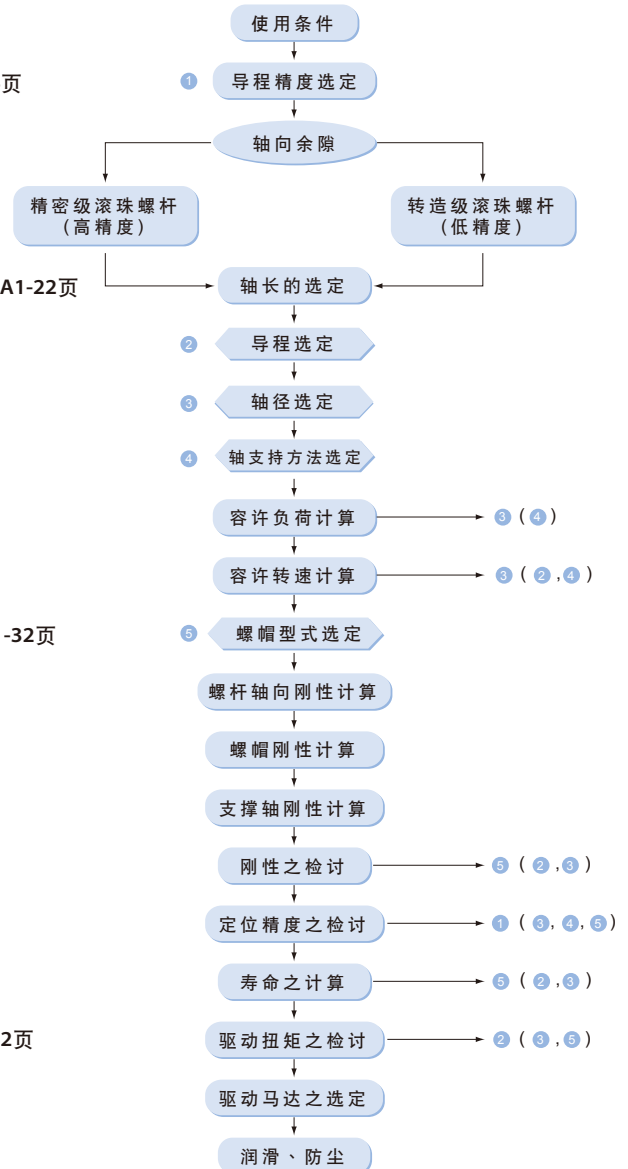 使用条件
页
1 导程精度选定
轴向余隙
精密级滚珠螺杆
(高精度)
转造级滚珠螺杆
(低精度)
A1-22页
轴长的选定
2 导程选定
3 轴径选定
4 轴支持方法选定
容许负荷计算 3 ( 4 )
容许转速计算 3 ( 2 ,4 )
-32页
5 螺帽型式选定
螺杆轴向刚性计算
螺帽刚性计算
支撑轴刚性计算
刚性之检讨 5 ( 2 ,3 )
定位精度之检讨 1 ( 3, 4, 5 )
寿命之计算 5 ( 2 ,3 )
2页
驱动扭矩之检讨 2 ( 3 ,5 )
驱动马达之选定
润滑、防尘